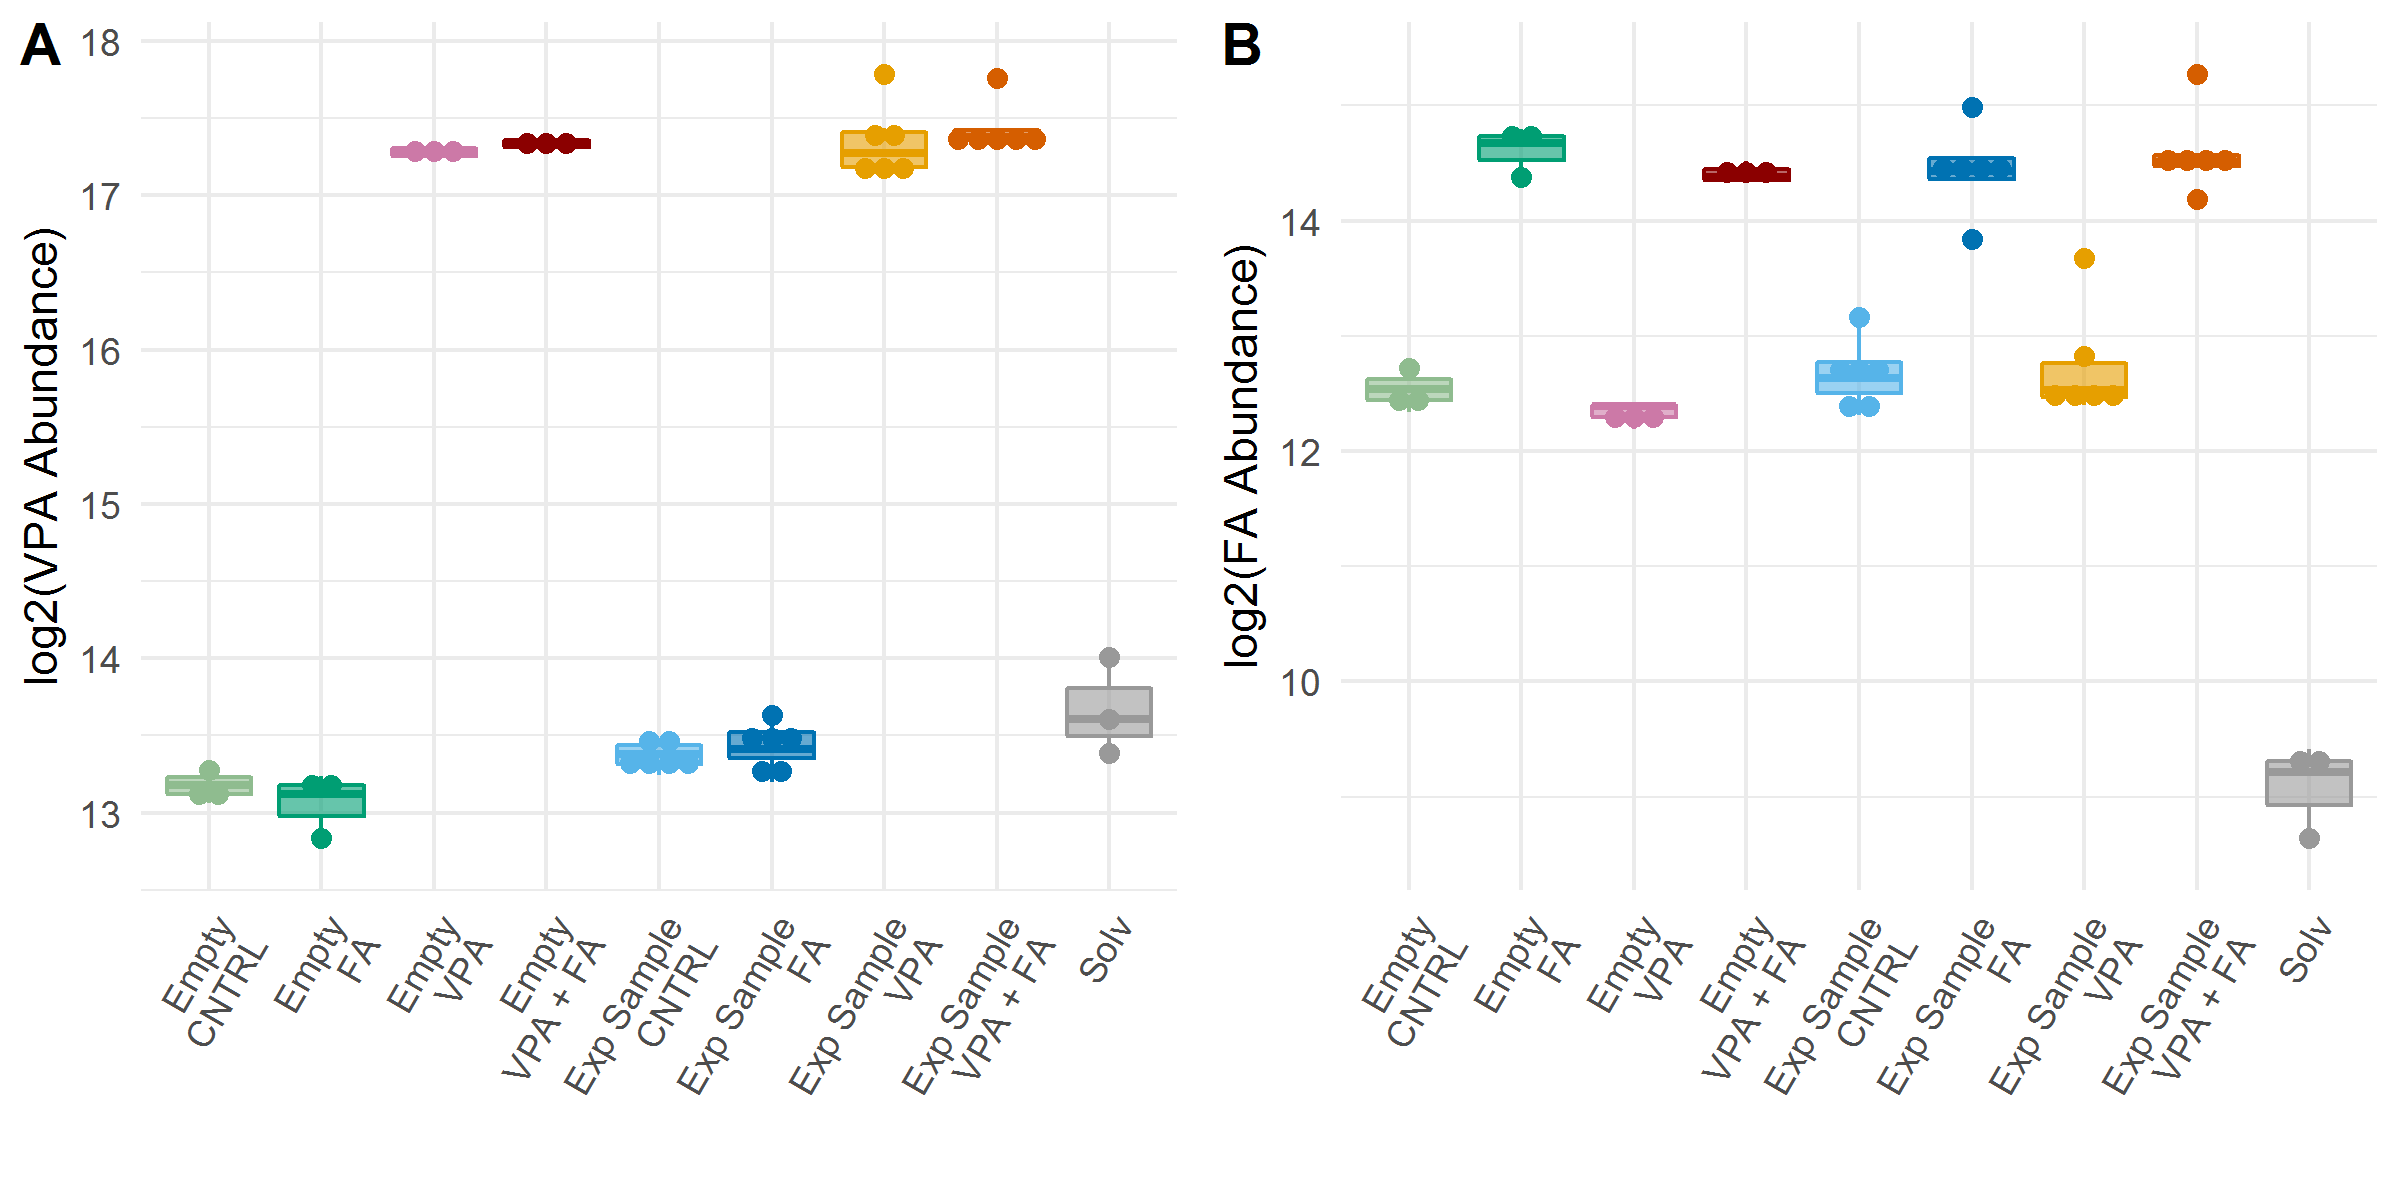 A
log2(VPA Abundance)
18
17
16
15
14
13
Empty
CNTRL
Empty
FA
Empty
VPA
Empty
VPA + FA
Exp Sample
CNTRL
Exp Sample
FA
Exp Sample
VPA
Exp Sample
VPA + FA
Solv
B
log2(FA Abundance)
14
12
10
Empty
CNTRL
Empty
FA
Empty
VPA
Empty
VPA + FA
Exp Sample
CNTRL
Exp Sample
FA
Exp Sample
VPA
Exp Sample
VPA + FA
Solv